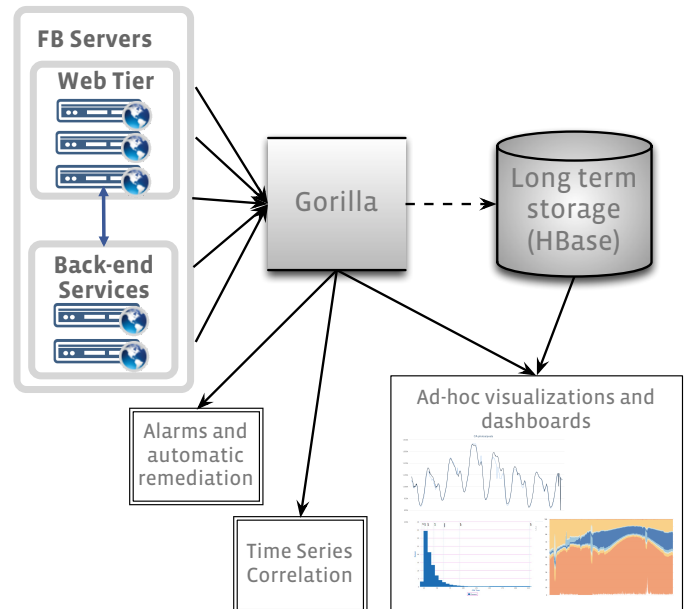 FB Servers
Web Tier
Back-end
Services
Gorilla
Long term
storage
(HBase)
Alarms and
automatic
remediation
Time Series
Correlation
Ad-hoc visualizations and
dashboards